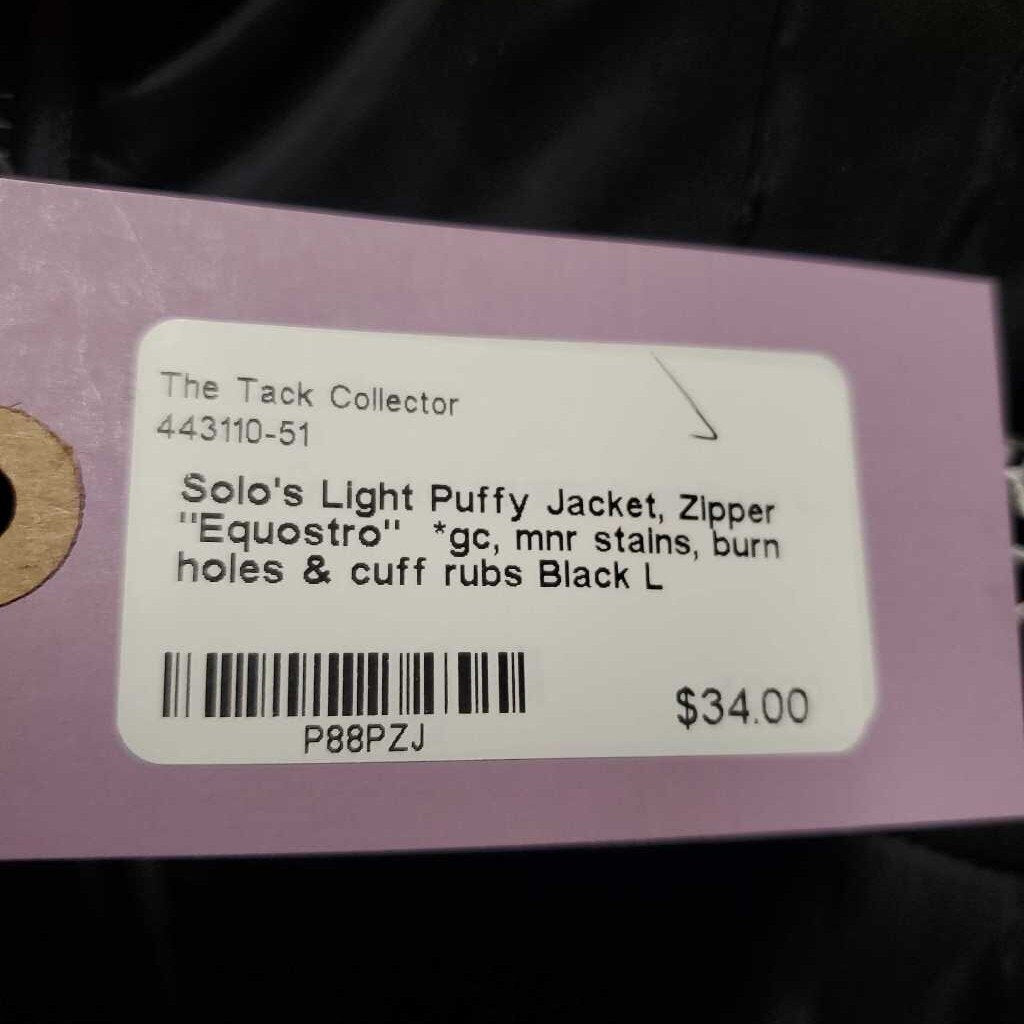 The Tack Collector
443110-51
Solo's Light Puffy Jacket, Zipper
"Equostro" *gc, mnr stains, burn
holes & cuff rubs Black L
P88PZJ
$34.00